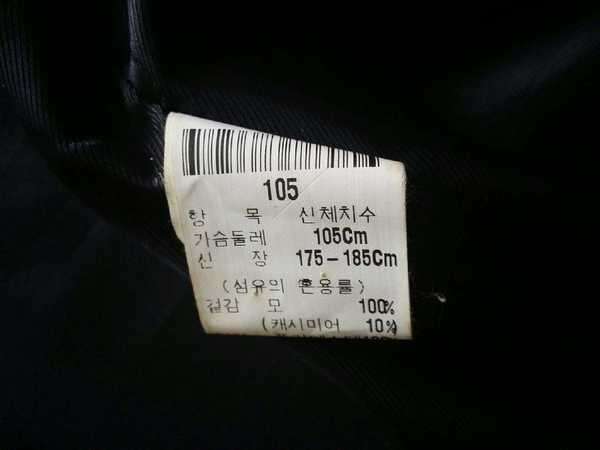 105
항 목 신체치수
가슴둘레 105Cm
신 장 175-185Cm
(섬유의 혼용률)
겉감 모 100%
(캐시미어 10%)